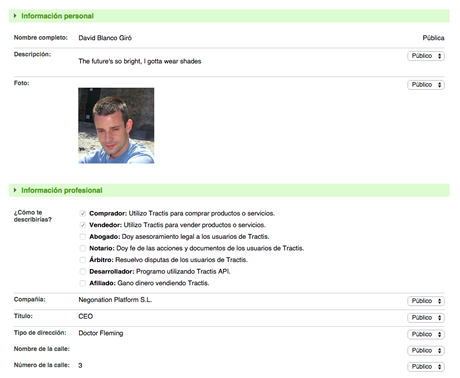 Información personal
Nombre completo: David Blanco Giró Pública
Descripción: Público
The future's so bright, I gotta wear shades
Foto: Público
Información profesional
¿Cómo te Comprador: Utilizo Tractis para comprar productos o servicios.
describirías? Vendedor: Utilizo Tractis para vender productos o servicios.
Abogado: Doy asesoramiento legal a los usuarios de Tractis.
Notario: Doy fe de las acciones y documentos de los usuarios de Tractis.
Árbitro: Resuelvo disputas de los usuarios de Tractis.
Desarrollador: Programo utilizando Tractis API.
Afiliado: Gano dinero vendiendo Tractis.
Compañía: Negonation Platform S.L. Público
Título: CEO Público
Tipo de dirección: Doctor Fleming Público
Nombre de la calle: Público
Número de la calle: 3 Público